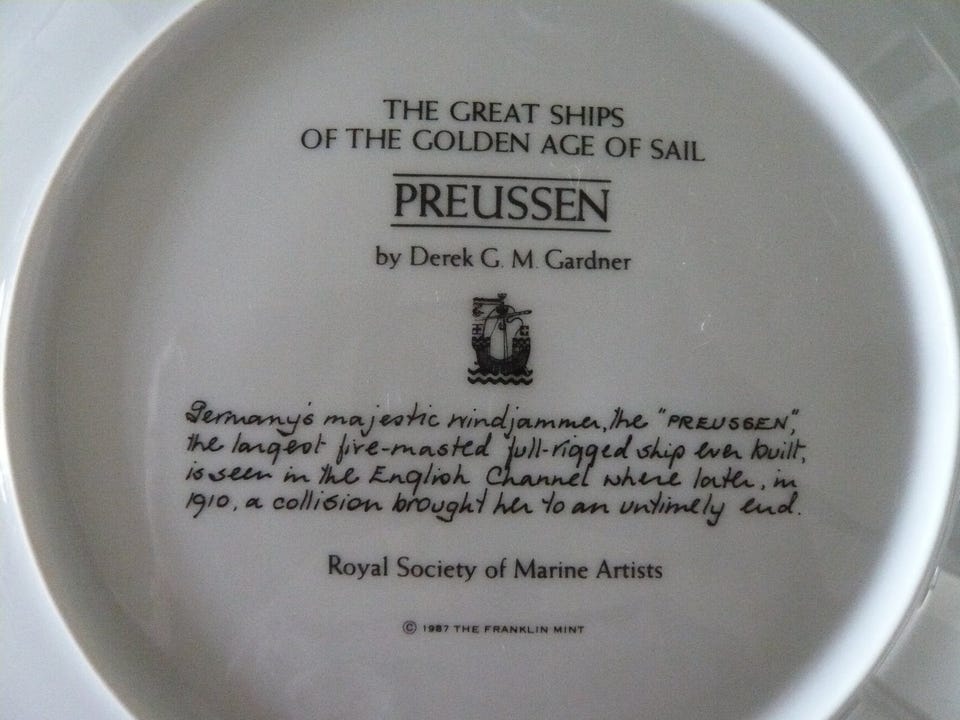 THE GREAT SHIPS
OF THE GOLDEN AGE OF SAIL
PREUSSEN
by Derek G. M. Gardner
Germany's majestic windjammer, the "PREUSSEN",
the largest five-masted full-rigged ship ever built,
is seen in the English Channel where later, in
1910, a collision brought her to an untimely end.
Royal Society of Marine Artists
© 1987 THE FRANKLIN MINT